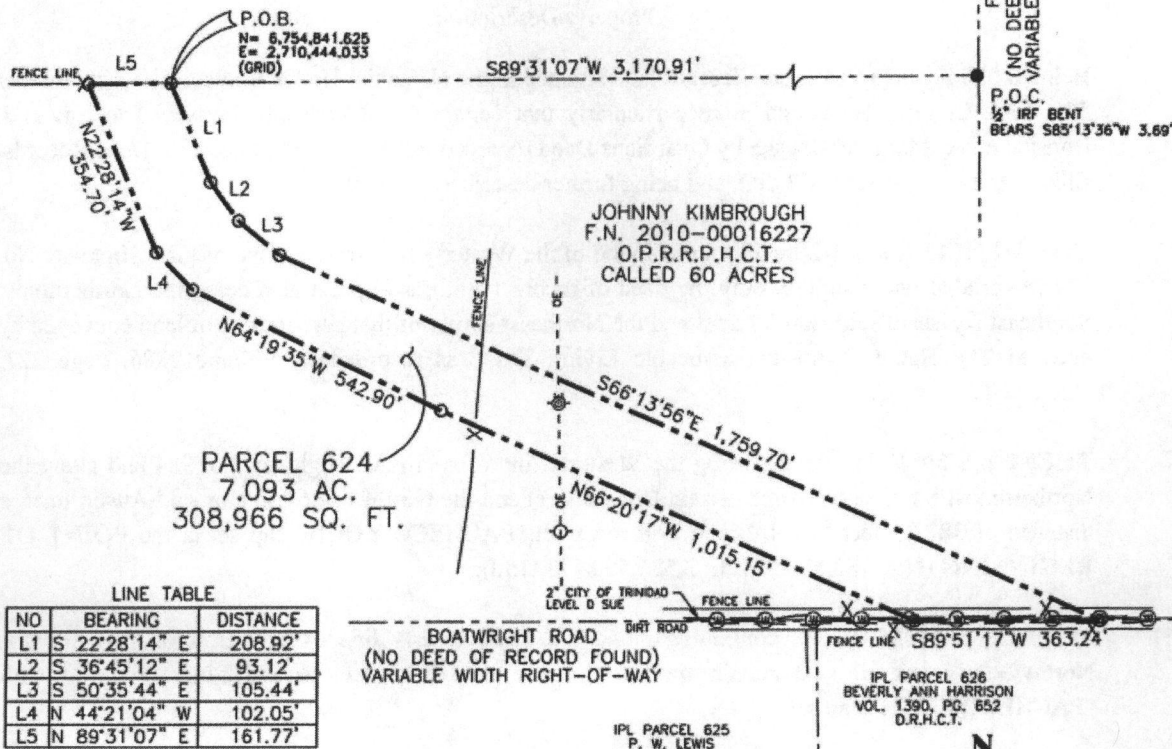 P.O.B.
N= 6,754,841.625
E= 2,710,444.033
(GRID)
L5
FENCE LINE
S89°31'07"W 3,170.91'
(NO DEE
VARIABLE
P.O.C.
½" IRF BENT
BEARS S85°13'36"W 3.69'
L1
N22°28'14"W
354.70'
L2
L3
JOHNNY KIMBROUGH
F.N. 2010-00016227
O.P.R.R.P.H.C.T.
CALLED 60 ACRES
FENCE LINE
OE
L4
N64°19'35"W 542.90'
S66°13'56"E 1,759.70'
PARCEL 624
7.093 AC
308,966 SQ. FT.
N66°20'17"W 1,015.15'
LINE TABLE
NO BEARING DISTANCE
L1 S 22°28'14" E 208.92'
L2 S 36°45'12" E 93.12'
L3 S 50°35'44" E 105.44'
L4 N 44°21'04" W 102.05'
L5 N 89°31'07" E 161.77'
2" CITY OF TRINIDAD
LEVEL D SUE
FENCE LINE
DIRT ROAD
BOATWRIGHT ROAD
(NO DEED OF RECORD FOUND)
VARIABLE WIDTH RIGHT-OF-WAY
FENCE LINE
S89°51'17"W 363.24'
IPL PARCEL 626
BEVERLY ANN HARRISON
VOL. 1390, PG. 652
D.R.H.C.T.
IPL PARCEL 625
P. W. LEWIS
N